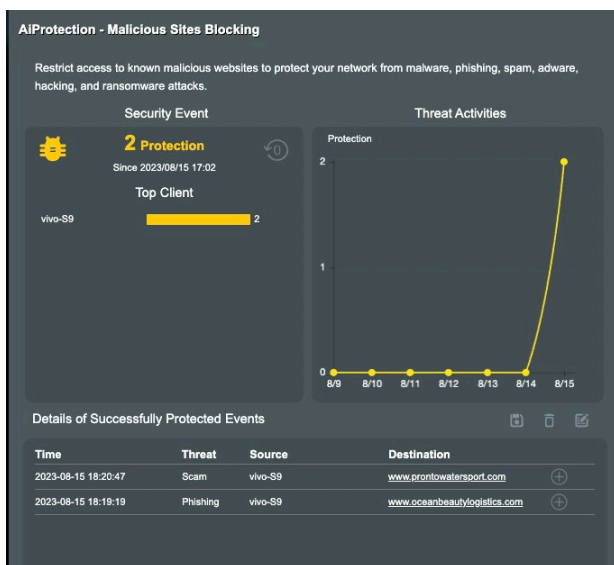 AiProtection - Malicious Sites Blocking
Restrict access to known malicious websites to protect your network from malware, phishing, spam, adware,
hacking, and ransomware attacks.
Security Event
2 Protection
0
Since 2023/08/15 17:02
Top Client
vivo-S9
2
Threat Activities
Protection
2
1
0
8/9 8/10 8/11 8/12 8/13 8/14 8/15
Details of Successfully Protected Events
Time Threat Source Destination
2023-08-15 18:20:47 Scam vivo-S9 www.prontowatersport.com
2023-08-15 18:19:19 Phishing vivo-S9 www.oceanbeautylogistics.com